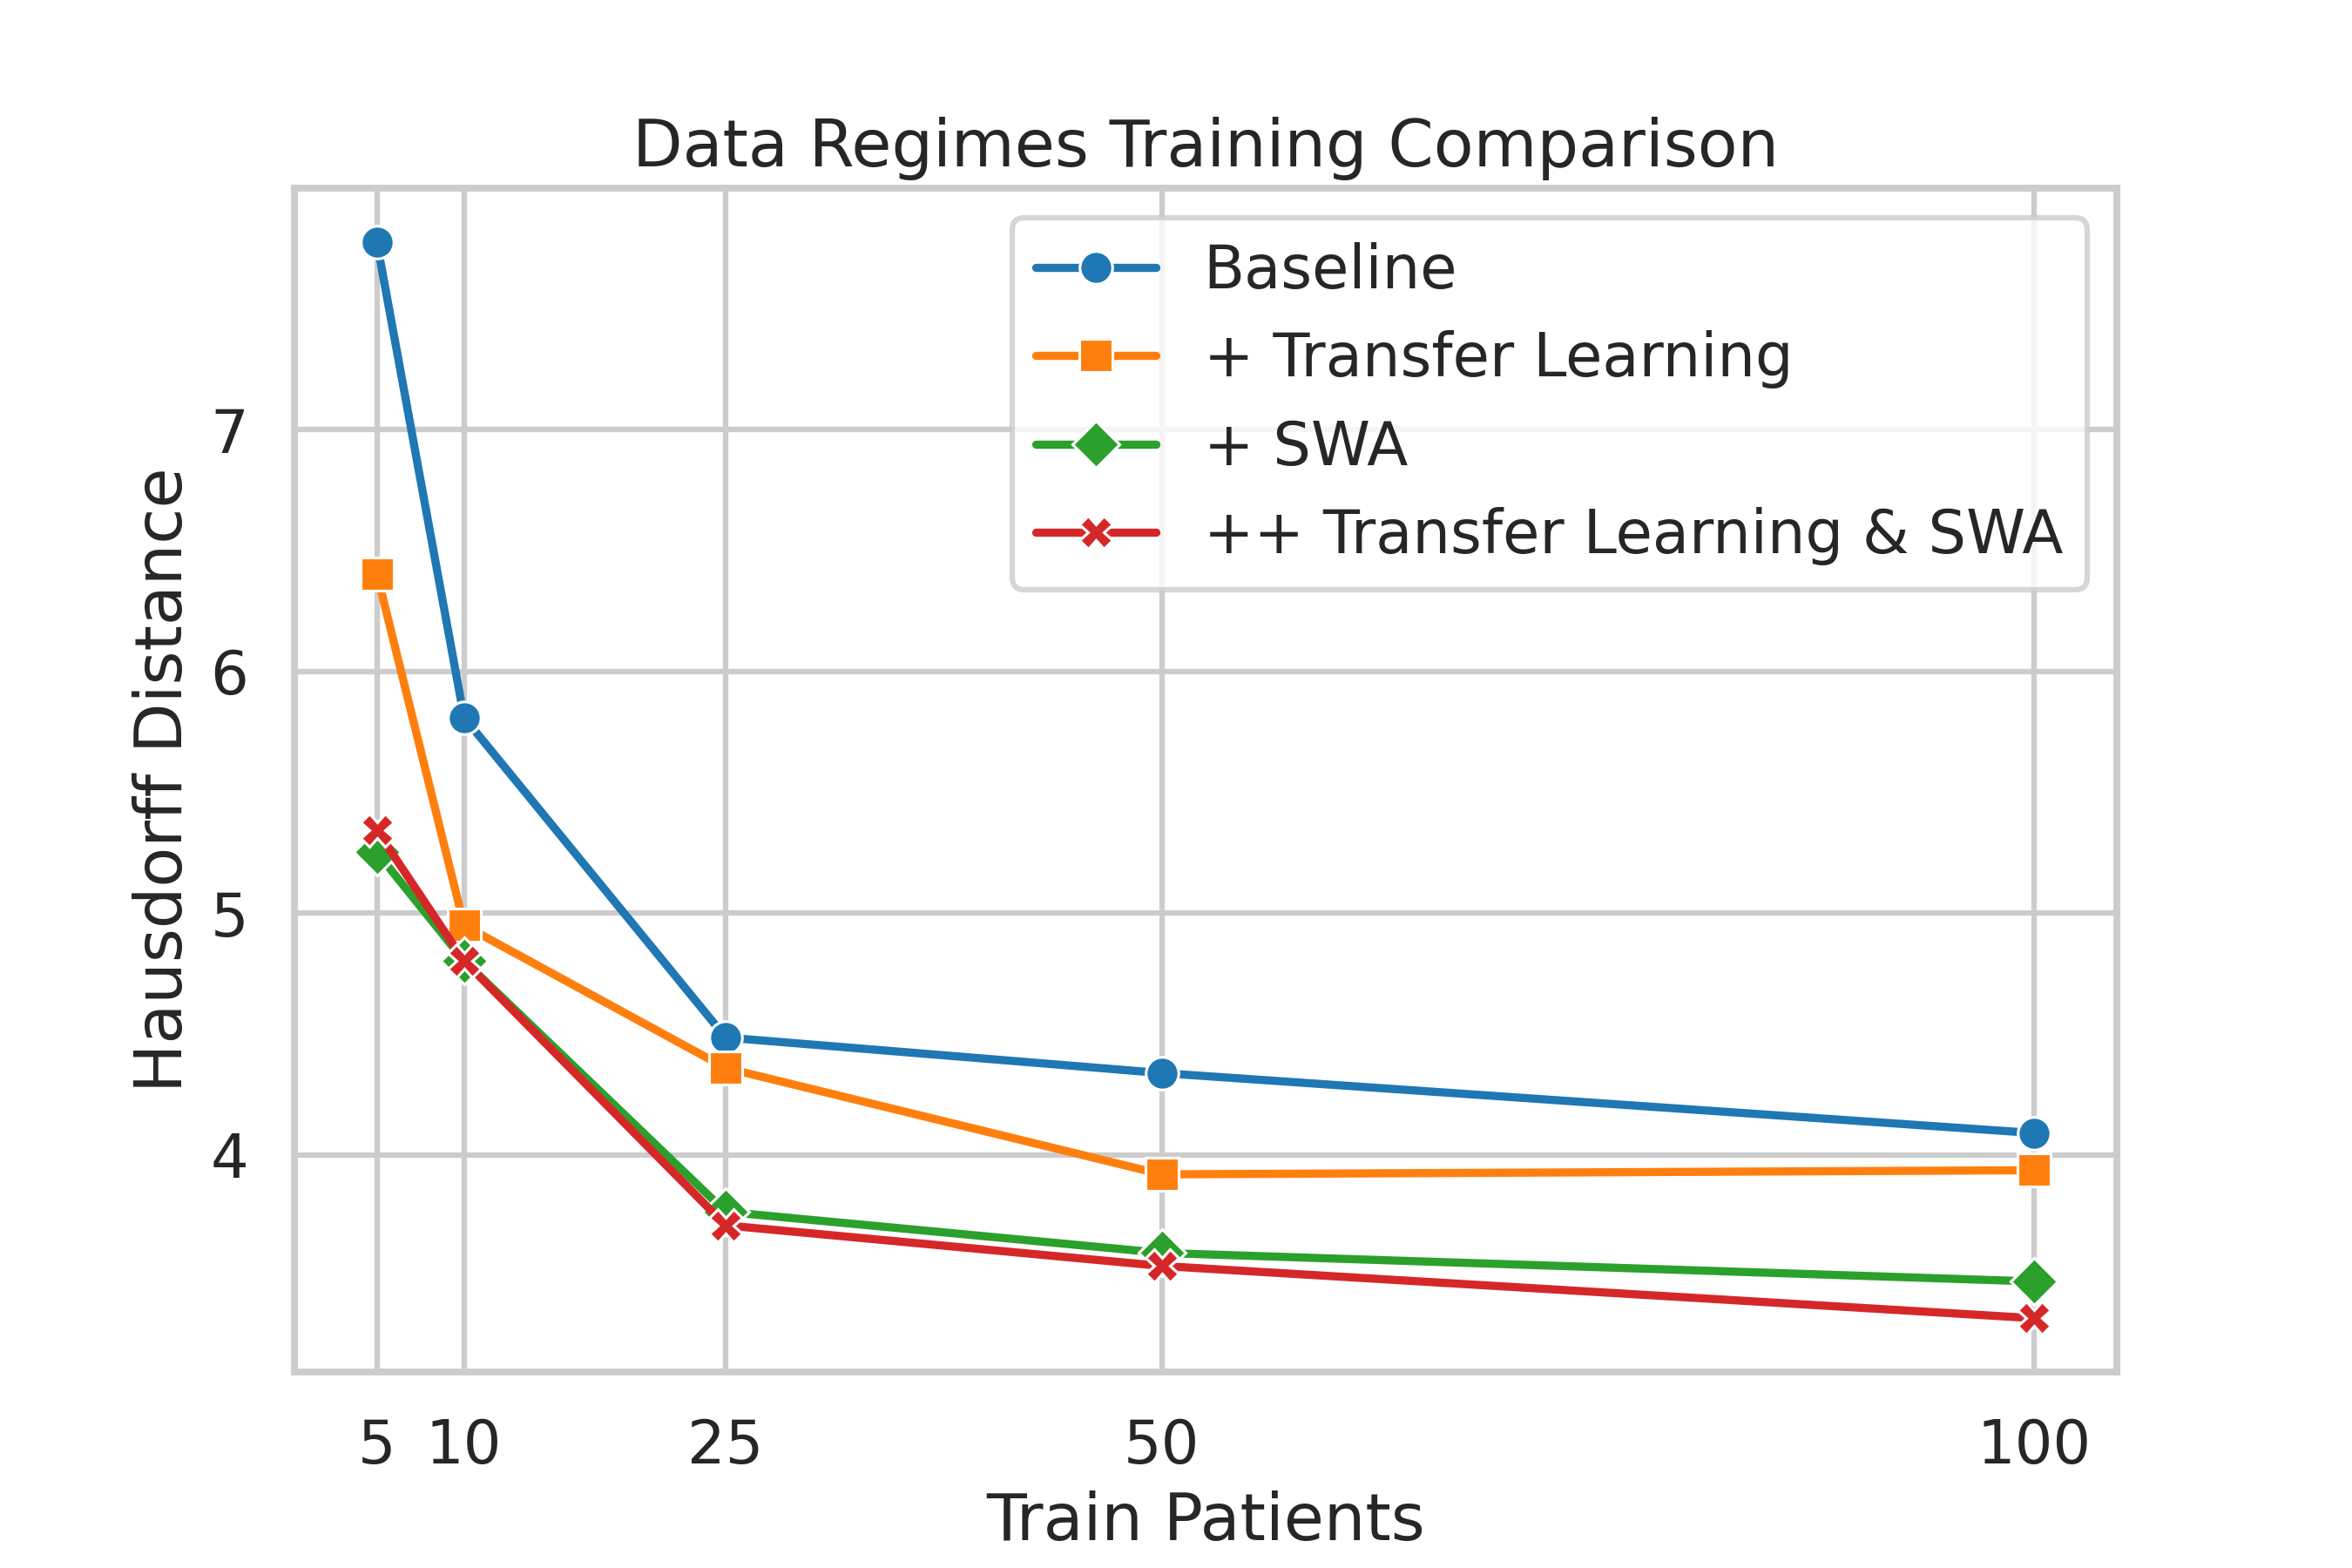 Data Regimes Training Comparison
Baseline
+ Transfer Learning
+ SWA
++ Transfer Learning & SWA
Hausdorff Distance
7
6
5
4
5 10 25 50 100
Train Patients